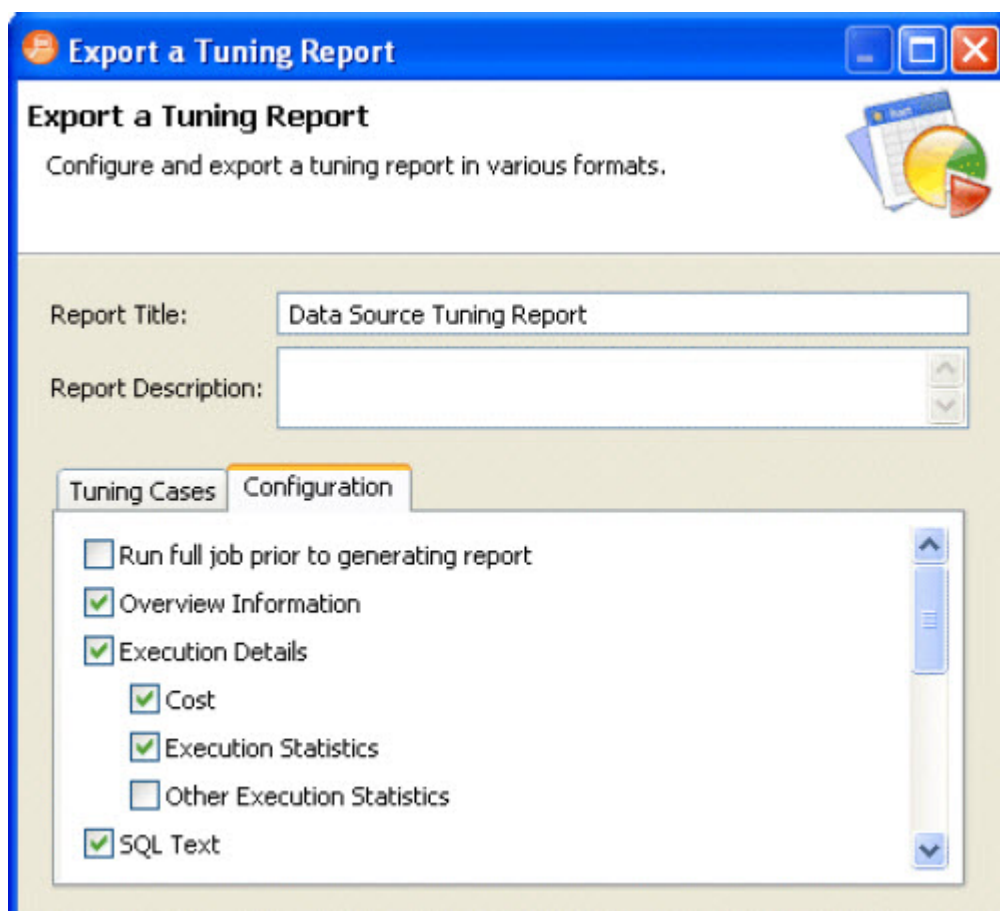 Export a Tuning Report
Export a Tuning Report
Configure and export a tuning report in various formats.
Report Title: Data Source Tuning Report
Report Description:
Tuning Cases Configuration
Run full job prior to generating report
Overview Information
Execution Details
Cost
Execution Statistics
Other Execution Statistics
SQL Text